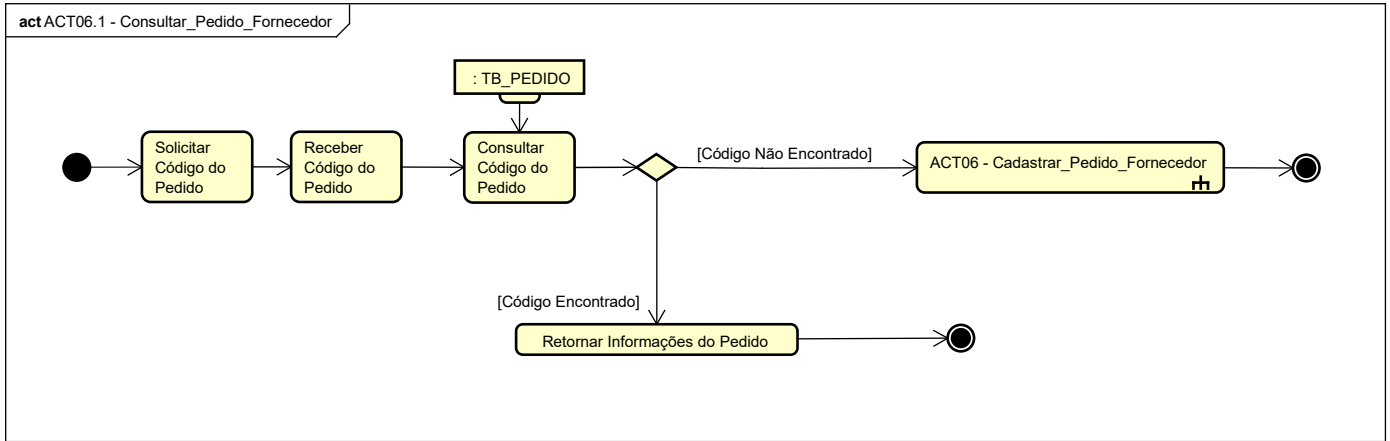 act ACT06.1 - Consultar_Pedido_Fornecedor
: TB_PEDIDO
Solicitar
Código do
Pedido
Receber
Código do
Pedido
Consultar
Código do
Pedido
[Código Não Encontrado]
ACT06 - Cadastrar_Pedido_Fornecedor
[Código Encontrado]
Retornar Informações do Pedido